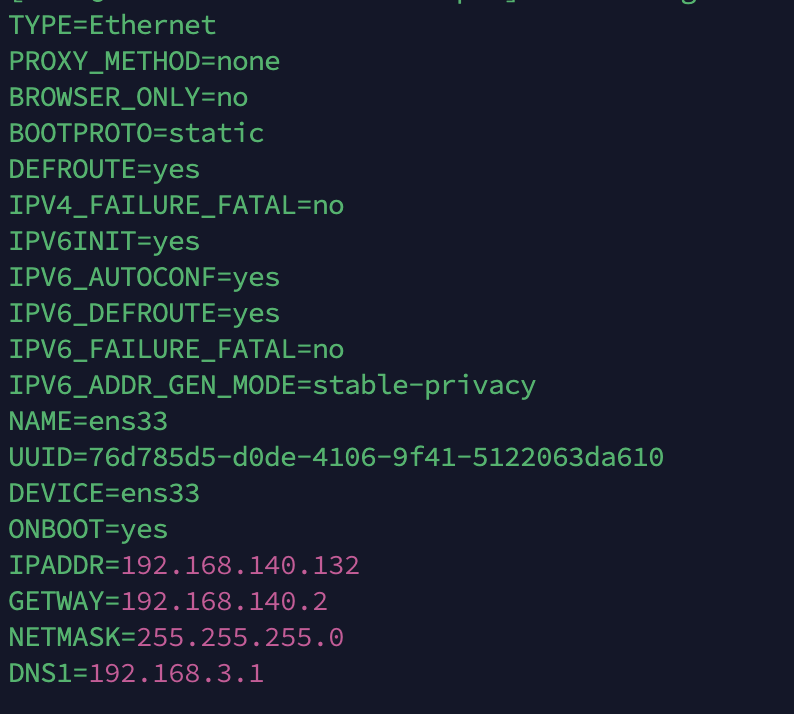 TYPE=Ethernet
PROXY_METHOD=none
BROWSER_ONLY=no
BOOTPROTO=static
DEFROUTE=yes
IPV4_FAILURE_FATAL=no
IPV6INIT=yes
IPV6_AUTOCONF=yes
IPV6_DEFROUTE=yes
IPV6_FAILURE_FATAL=no
IPV6_ADDR_GEN_MODE=stable-privacy
NAME=ens33
UUID=76d785d5-d0de-4106-9f41-5122063da610
DEVICE=ens33
ONBOOT=yes
IPADDR=192.168.140.132
GETWAY=192.168.140.2
NETMASK=255.255.255.0
DNS1=192.168.3.1